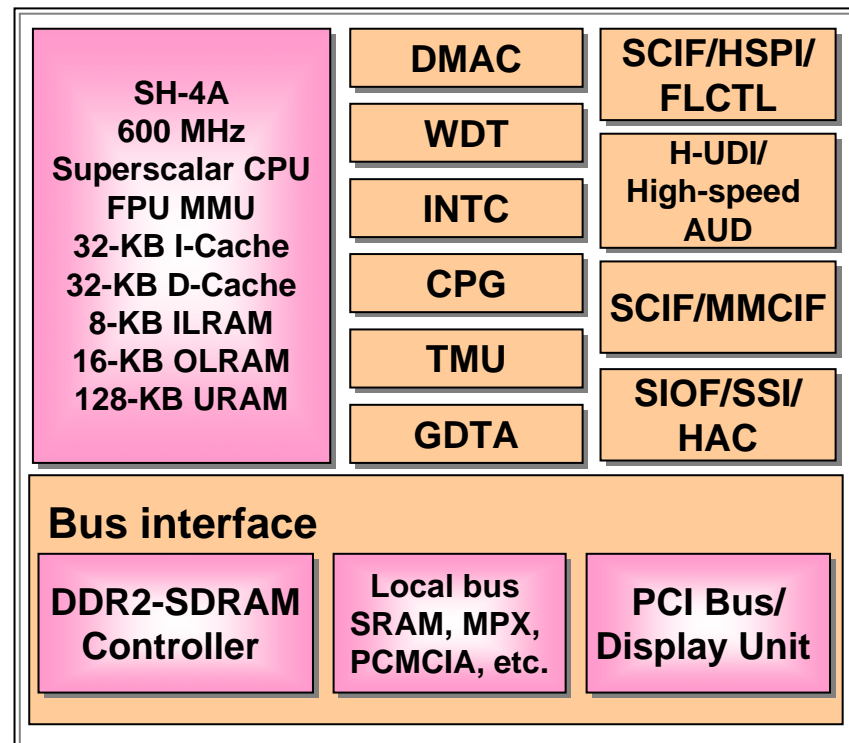 SH-4A
600 MHz
Superscalar CPU
FPU MMU
32-KB I-Cache
32-KB D-Cache
8-KB ILRAM
16-KB OLRAM
128-KB URAM
DMAC
WDT
INTC
CPG
TMU
GDTA
SCIF/HSPI/
FLCTL
H-UDI/
High-speed
AUD
SCIF/MMCIF
SIOF/SSI/
HAC
Bus interface
DDR2-SDRAM
Controller
Local bus
SRAM, MPX,
PCMCIA, etc.
PCI Bus/
Display Unit